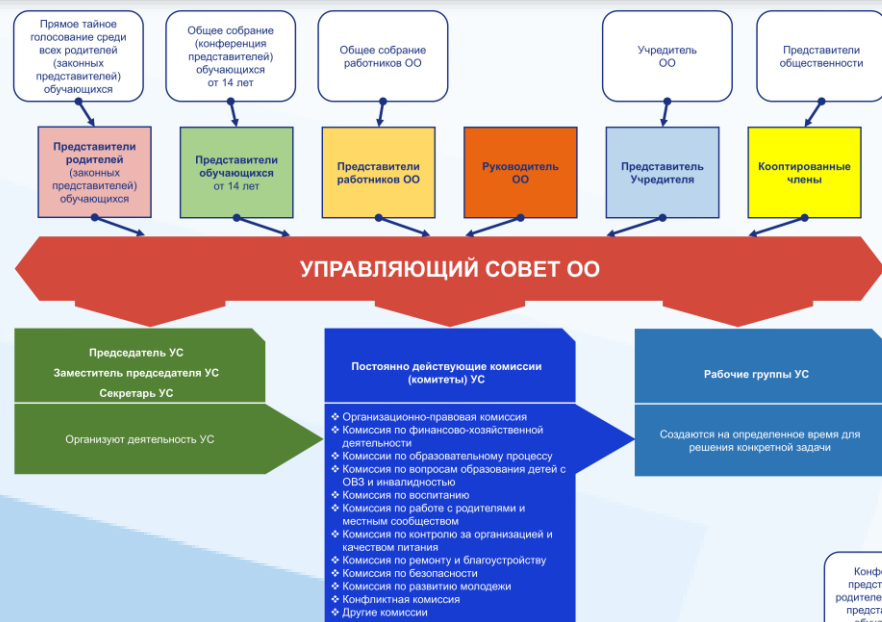 Прямое тайное
голосование среди
всех родителей
(законных
представителей)
обучающихся
Общее собрание
(конференция
представителей)
обучающихся
от 14 лет
Общее собрание
работников ОО
Учредитель
ОО
Представители
общественности
Представители
родителей
(законных
представителей)
обучающихся
Представители
обучающихся
от 14 лет
Представители
работников ОО
Руководитель
ОО
Представитель
Учредителя
Кооптированные
члены
УПРАВЛЯЮЩИЙ СОВЕТ ОО
Председатель УС
Заместитель председателя УС
Секретарь УС
Организуют деятельность УС
Постоянно действующие комиссии
(комитеты) УС
❖ Организационно-правовая комиссия
❖ Комиссия по финансово-хозяйственной
деятельности
❖ Комиссии по образовательному процессу
❖ Комиссия по вопросам образования детей с
ОВЗ и инвалидностью
❖ Комиссия по воспитанию
❖ Комиссия по работе с родителями и
местным сообществом
❖ Комиссия по контролю за организацией и
качеством питания
❖ Комиссия по ремонту и благоустройству
❖ Комиссия по безопасности
❖ Комиссия по развитию молодежи
❖ Конфликтная комиссия
❖ Другие комиссии
Рабочие группы УС
Создаются на определенное время для
решения конкретной задачи